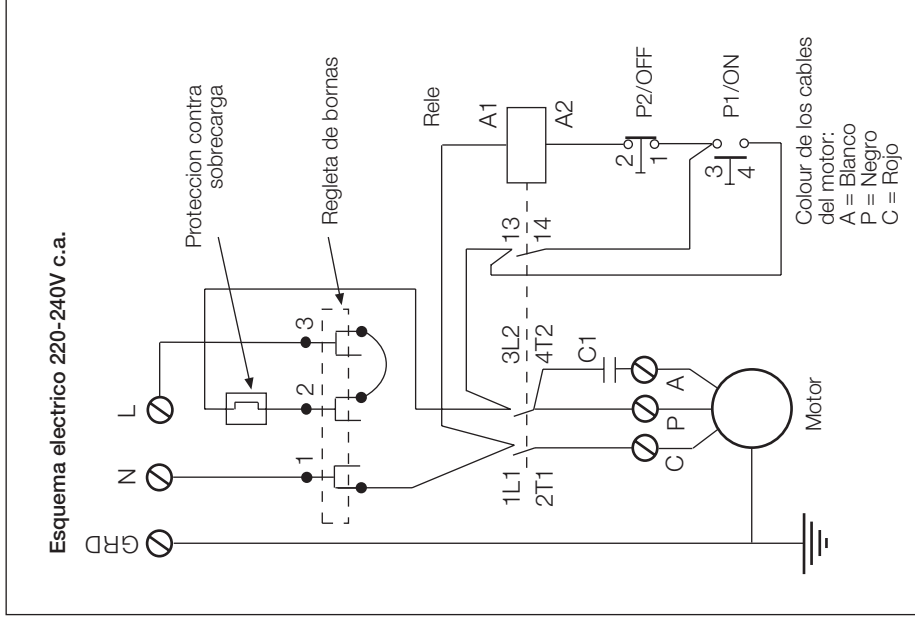 Esquema electrico 220-240V c.a.
GRD
N
L
Proteccion contra
sobrecarga
Regleta de bornas
1
2
3
Rele
1L1
2T1
3L2
4T2
13
14
A1
A2
C1
2
1
P2/OFF
3
4
P1/ON
C
P
A
Motor
Colour de los cables
del motor:
A = Blanco
P = Negro
C = Rojo